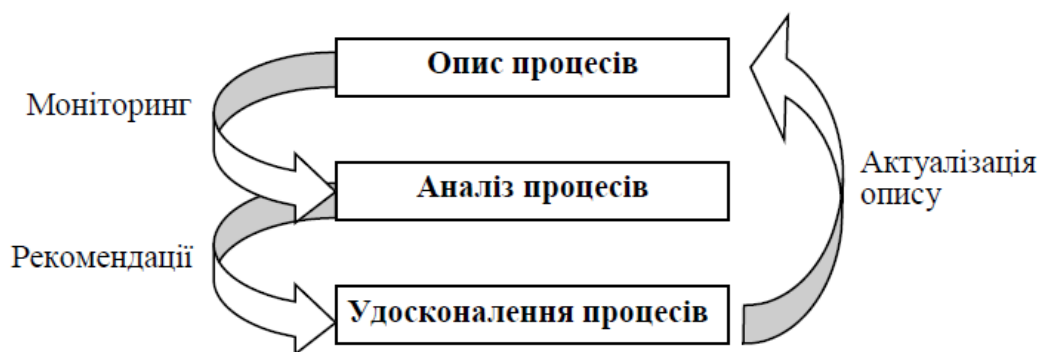 Опис процесів
Моніторинг
Аналіз процесів
Актуалізація
опису
Рекомендації
Удосконалення процесів